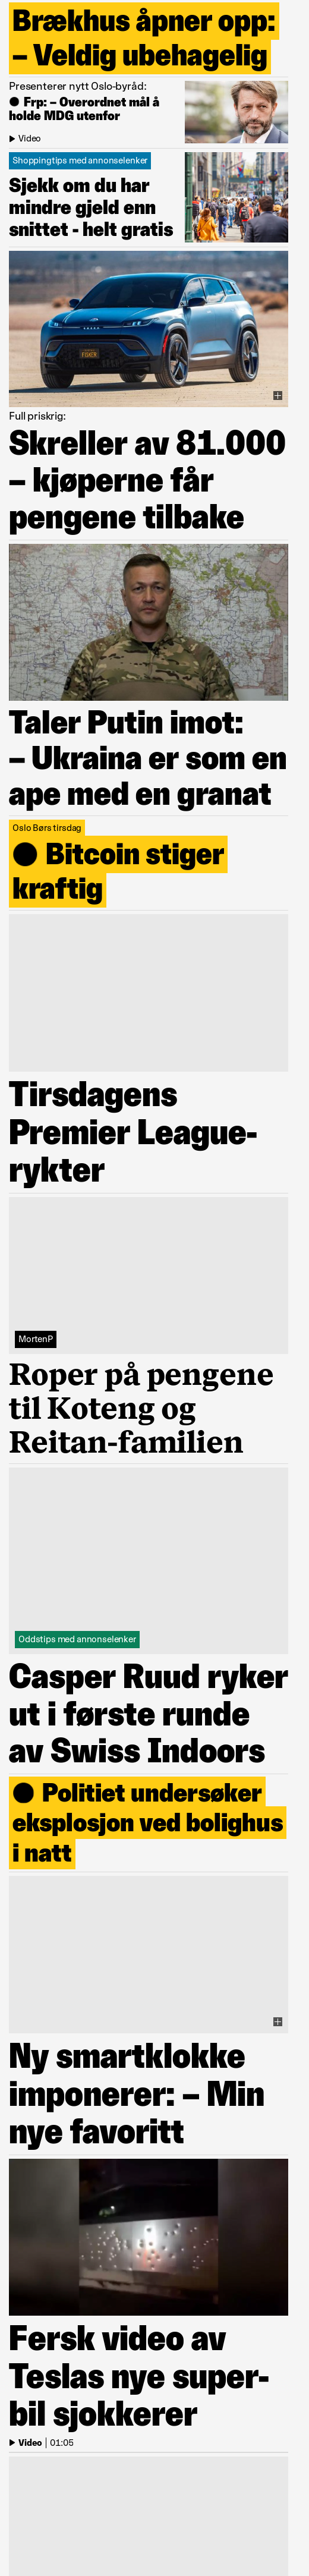 Brækhus åpner opp:
– Veldig ubehagelig
Presenterer nytt Oslo-byråd:
● Frp: – Overordnet mål å
holde MDG utenfor
Video
Shoppingtips med annonselenker
Sjekk om du har
mindre gjeld enn
snittet - helt gratis
FISKER
Full priskrig:
Skreller av 81.000
– kjøperne får
pengene tilbake
Taler Putin imot:
– Ukraina er som en
ape med en granat
Oslo Børs tirsdag
● Bitcoin stiger
kraftig
Tirsdagens
Premier League-
rykter
MortenP
Roper på pengene
til Koteng og
Reitan-familien
Oddstips med annonselenker
Casper Ruud ryker
ut i første runde
av Swiss Indoors
● Politiet undersøker
eksplosjon ved bolighus
i natt
Ny smartklokke
imponerer: – Min
nye favoritt
Fersk video av
Teslas nye super-
bil sjokkerer
Video | 01:05